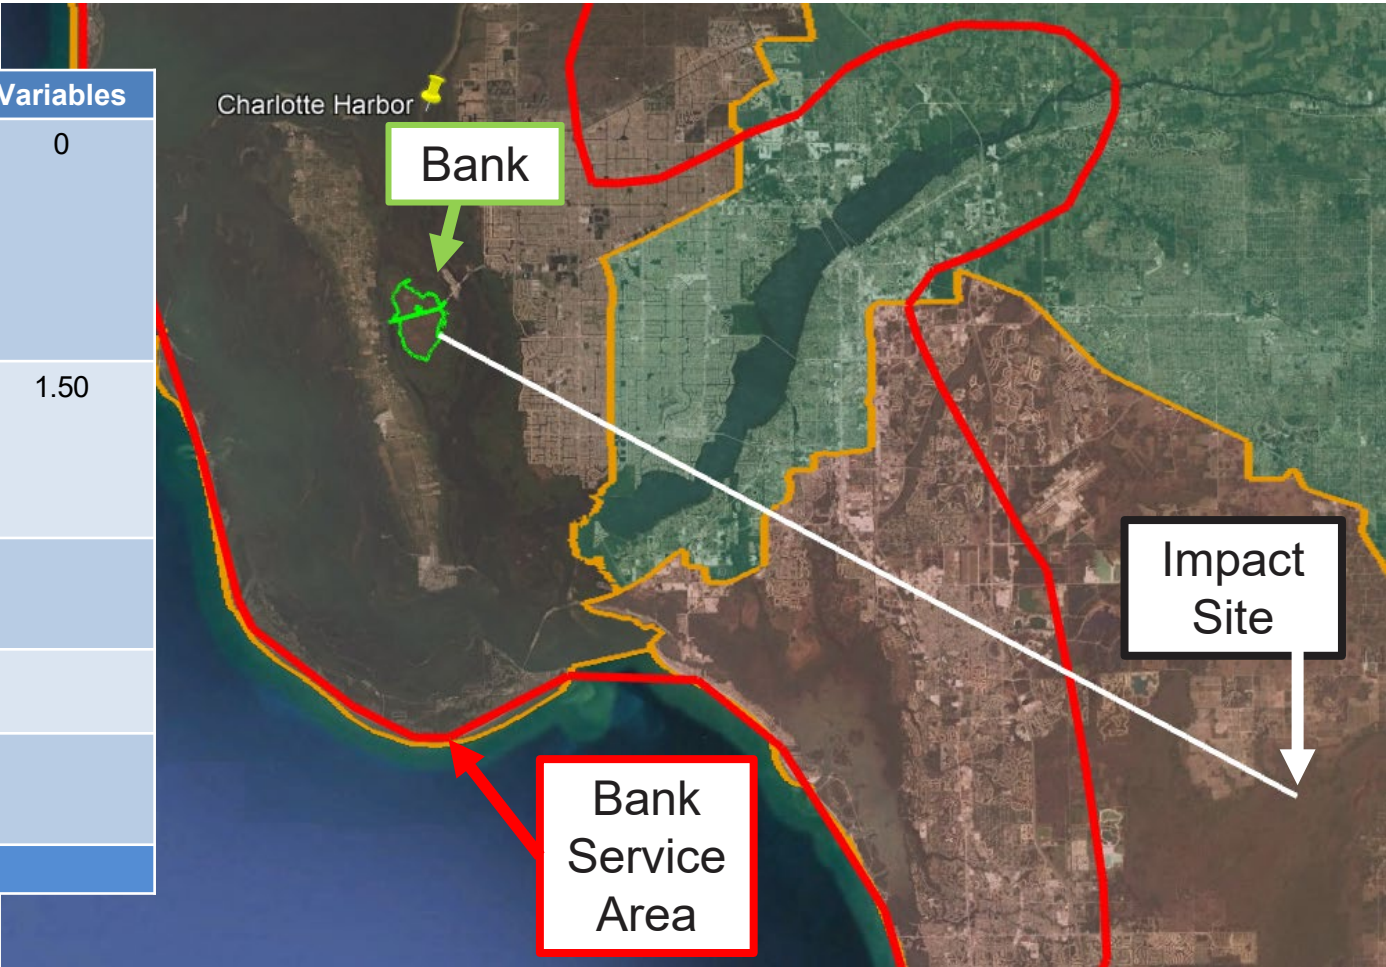 Variables
0
1.50
Charlotte Harbor
Bank
Impact
Site
Bank
Service
Area